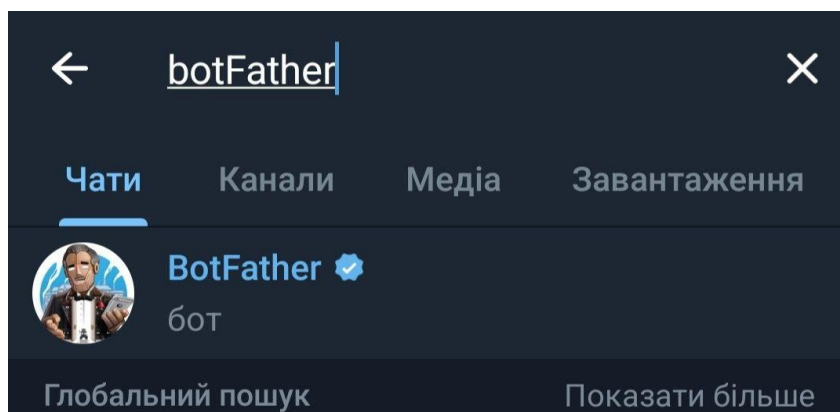 botFather
Чати Канали Медіа Завантаження
BotFather
бот
Глобальний пошук Показати більше